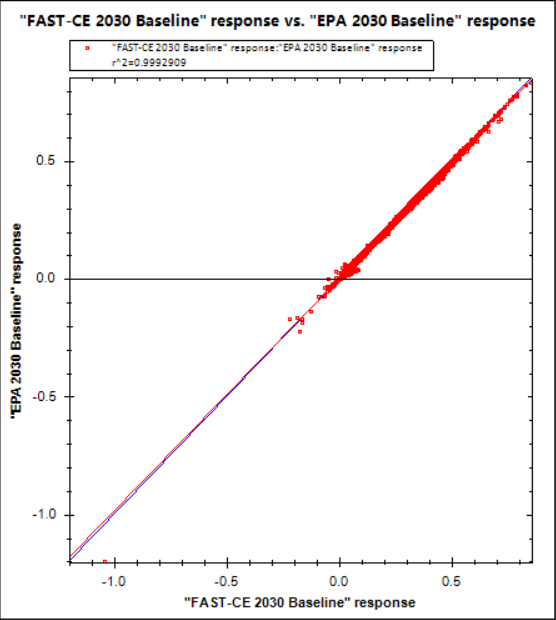 "FAST-CE 2030 Baseline" response vs. "EPA 2030 Baseline" response
"FAST-CE 2030 Baseline" response:"EPA 2030 Baseline" response
r^2=0.9992909
0.5
0.0
-0.5
-1.0
"EPA 2030 Baseline" response
-1.0 -0.5 0.0 0.5
"FAST-CE 2030 Baseline" response